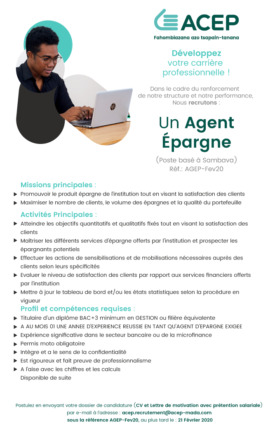 ACEP
Fahombiazana azo tsapain-tanana
Développez
votre carrière
professionnelle !
Dans le cadre du renforcement
de notre structure et notre performance,
Nous recrutons :
Un Agent
Épargne
(Poste basé à Sambava)
Réf.: AGEP-Fev20
Missions principales :
Promouvoir le produit épargne de l'institution tout en visant la satisfaction des clients
Maximiser le nombre de clients, le volume des épargnes et la qualité du portefeuille
Activités Principales :
Atteindre les objectifs quantitatifs et qualitatifs fixés tout en visant la satisfaction des
clients
Maîtriser les différents services d'épargne offerts par l'institution et prospecter les
épargnants potentiels
Effectuer les actions de sensibilisations et de mobilisations nécessaires auprès des
clients selon leurs spécificités
Evaluer le niveau de satisfaction des clients par rapport aux services financiers offerts
par l'institution
Mettre à jour le tableau de bord et/ou les états statistiques selon la procédure en
vigueur
Profil et compétences requises :
Titulaire d'un diplôme BAC+3 minimum en GESTION ou filière équivalente
A AU MOIS 01 UNE ANNEE D'EXPERIENCE REUSSIE EN TANT QU'AGENT D'EPARGNE EXIGEE
Expérience significative dans le secteur bancaire ou de la microfinance
Permis moto obligatoire
Intègre et a le sens de la confidentialité
Est rigoureux et fait preuve de professionnalisme
A l'aise avec les chiffres et les calculs
Disponible de suite
Postulez en envoyant votre dossier de candidature (CV et Lettre de motivation avec prétention salariale)
par e-mail à l'adresse : acep.recrutement@acep-mada.com
sous la référence AGEP-Fev20, au plus tard le : 21 Février 2020